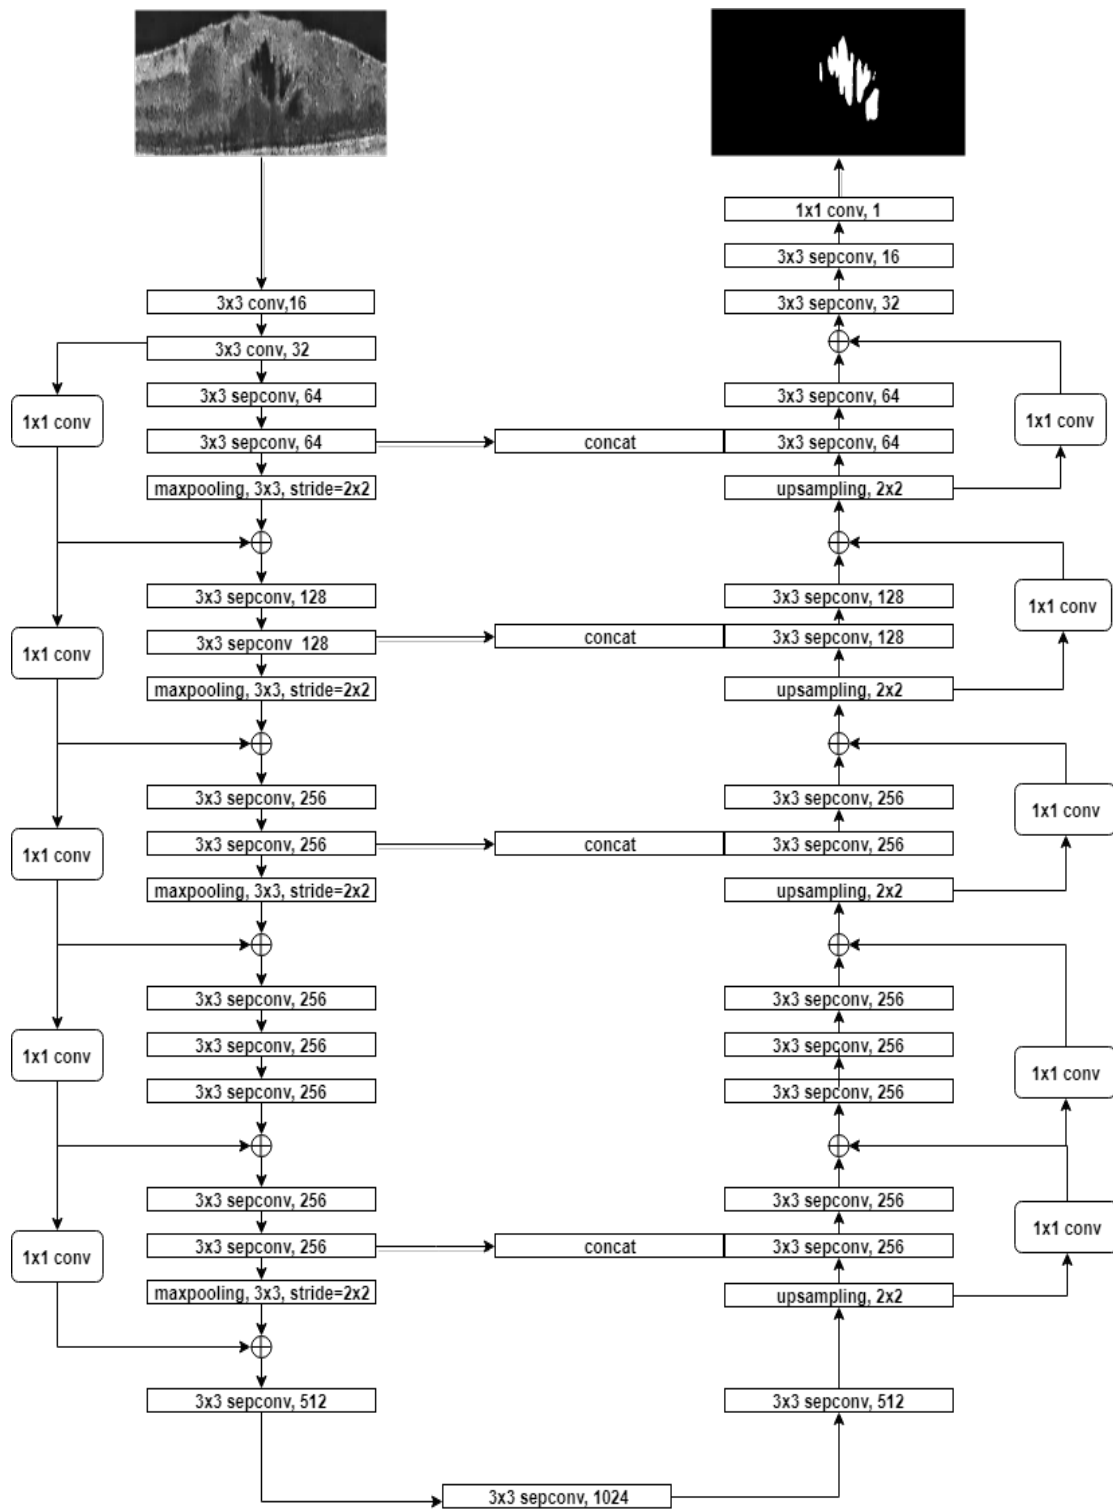 3x3 conv,16
3x3 conv, 32
1x1 conv
3x3 sepconv, 64
3x3 sepconv, 64
maxpooling, 3x3, stride=2x2
1x1 conv
3x3 sepconv, 128
3x3 sepconv 128
maxpooling, 3x3, stride=2x2
1x1 conv
3x3 sepconv, 256
3x3 sepconv, 256
maxpooling, 3x3, stride=2x2
1x1 conv
3x3 sepconv, 256
3x3 sepconv, 256
3x3 sepconv, 256
1x1 conv
3x3 sepconv, 256
3x3 sepconv, 256
maxpooling, 3x3, stride=2x2
3x3 sepconv, 512
3x3 sepconv, 1024
concat
concat
concat
concat
1x1 conv, 1
3x3 sepconv, 16
3x3 sepconv, 32
3x3 sepconv, 64
3x3 sepconv, 64
upsampling, 2x2
1x1 conv
3x3 sepconv, 128
3x3 sepconv, 128
upsampling, 2x2
1x1 conv
3x3 sepconv, 256
3x3 sepconv, 256
upsampling, 2x2
1x1 conv
3x3 sepconv, 256
3x3 sepconv, 256
3x3 sepconv, 256
1x1 conv
3x3 sepconv, 256
3x3 sepconv, 256
upsampling, 2x2
1x1 conv
3x3 sepconv, 512